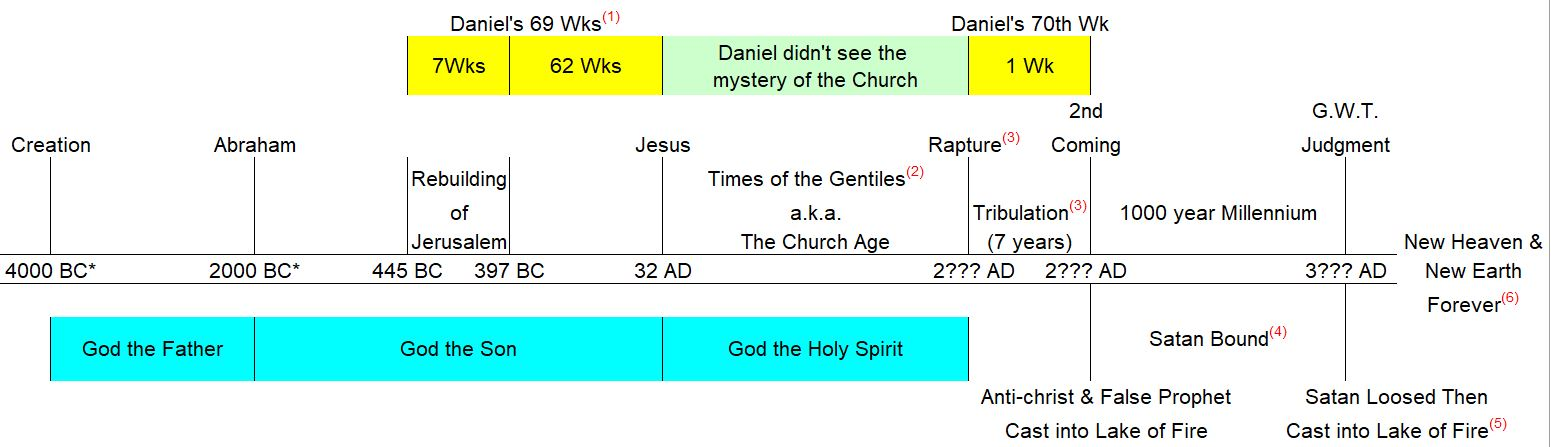 Daniel's 69 Wks(1)
Daniel's 70th Wk
7Wks
62 Wks
Daniel didn't see the
mystery of the Church
1 Wk
Creation
Abraham
Jesus
Rapture(3)
2nd
Coming
G.W.T.
Judgment
Rebuilding
of
Jerusalem
Times of the Gentiles(2)
a.k.a.
The Church Age
Tribulation(3)
(7 years)
1000 year Millennium
4000 BC*
2000 BC*
445 BC
397 BC
32 AD
2??? AD
2??? AD
3??? AD
New Heaven &
New Earth
Forever(6)
God the Father
God the Son
God the Holy Spirit
Satan Bound(4)
Anti-christ & False Prophet
Cast into Lake of Fire
Satan Loosed Then
Cast into Lake of Fire(5)